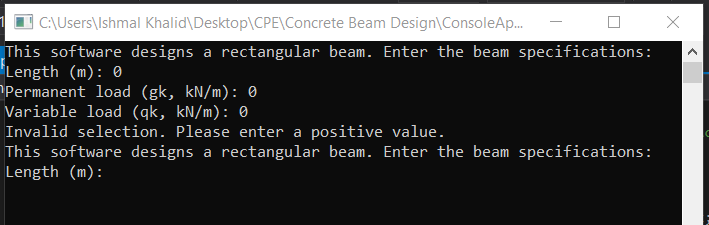 C:\Users\Ishmal Khalid\Desktop\CPE\Concrete Beam Design\ConsoleAp...
This software designs a rectangular beam. Enter the beam specifications:
Length (m): 0
Permanent load (gk, kN/m): 0
Variable load (qk, kN/m): 0
Invalid selection. Please enter a positive value.
This software designs a rectangular beam. Enter the beam specifications:
Length (m):